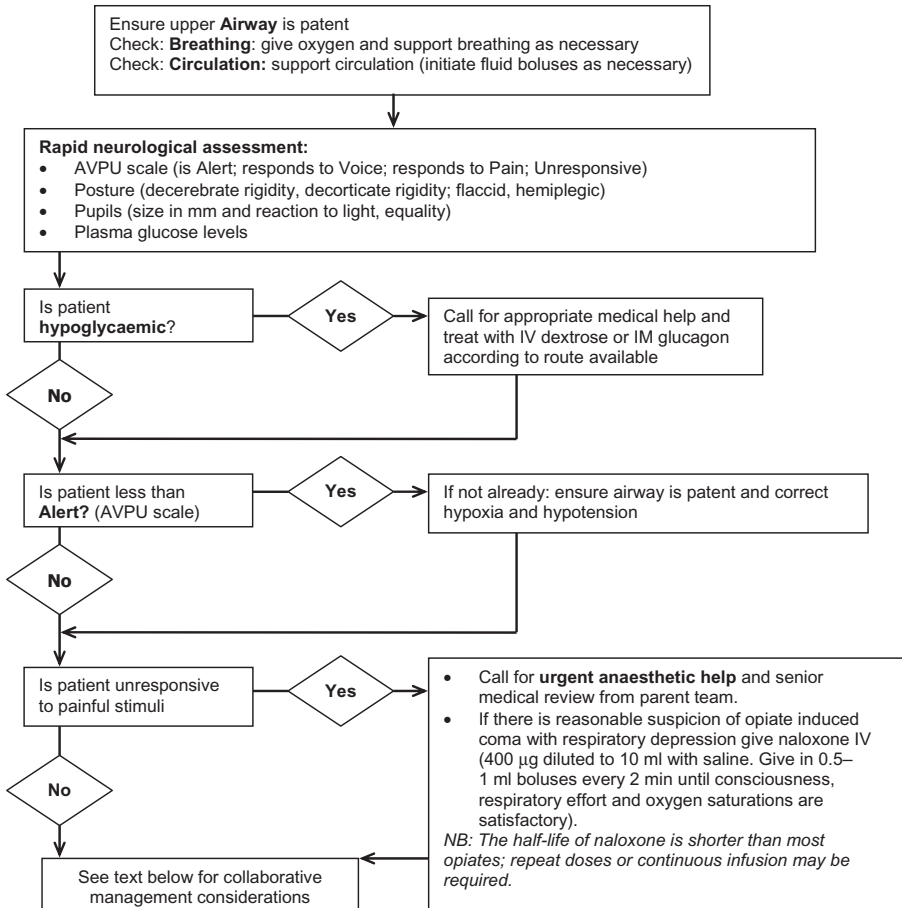 Ensure upper Airway is patent
Check: Breathing: give oxygen and support breathing as necessary
Check: Circulation: support circulation (initiate fluid boluses as necessary)
Rapid neurological assessment:
• AVPU scale (is Alert; responds to Voice; responds to Pain; Unresponsive)
• Posture (decerebrate rigidity, decorticate rigidity; flaccid, hemiplegic)
• Pupils (size in mm and reaction to light, equality)
• Plasma glucose levels
Is patient
hypoglycaemic?
Yes
Call for appropriate medical help and
treat with IV dextrose or IM glucagon
according to route available
No
Is patient less than
Alert? (AVPU scale)
Yes
If not already: ensure airway is patent and correct
hypoxia and hypotension
No
Is patient unresponsive
to painful stimuli
Yes
• Call for urgent anaesthetic help and senior
medical review from parent team.
• If there is reasonable suspicion of opiate induced
coma with respiratory depression give naloxone IV
(400 µg diluted to 10 ml with saline. Give in 0.5–
1 ml boluses every 2 min until consciousness,
respiratory effort and oxygen saturations are
satisfactory).
NB: The half-life of naloxone is shorter than most
opiates; repeat doses or continuous infusion may be
required.
No
See text below for collaborative
management considerations